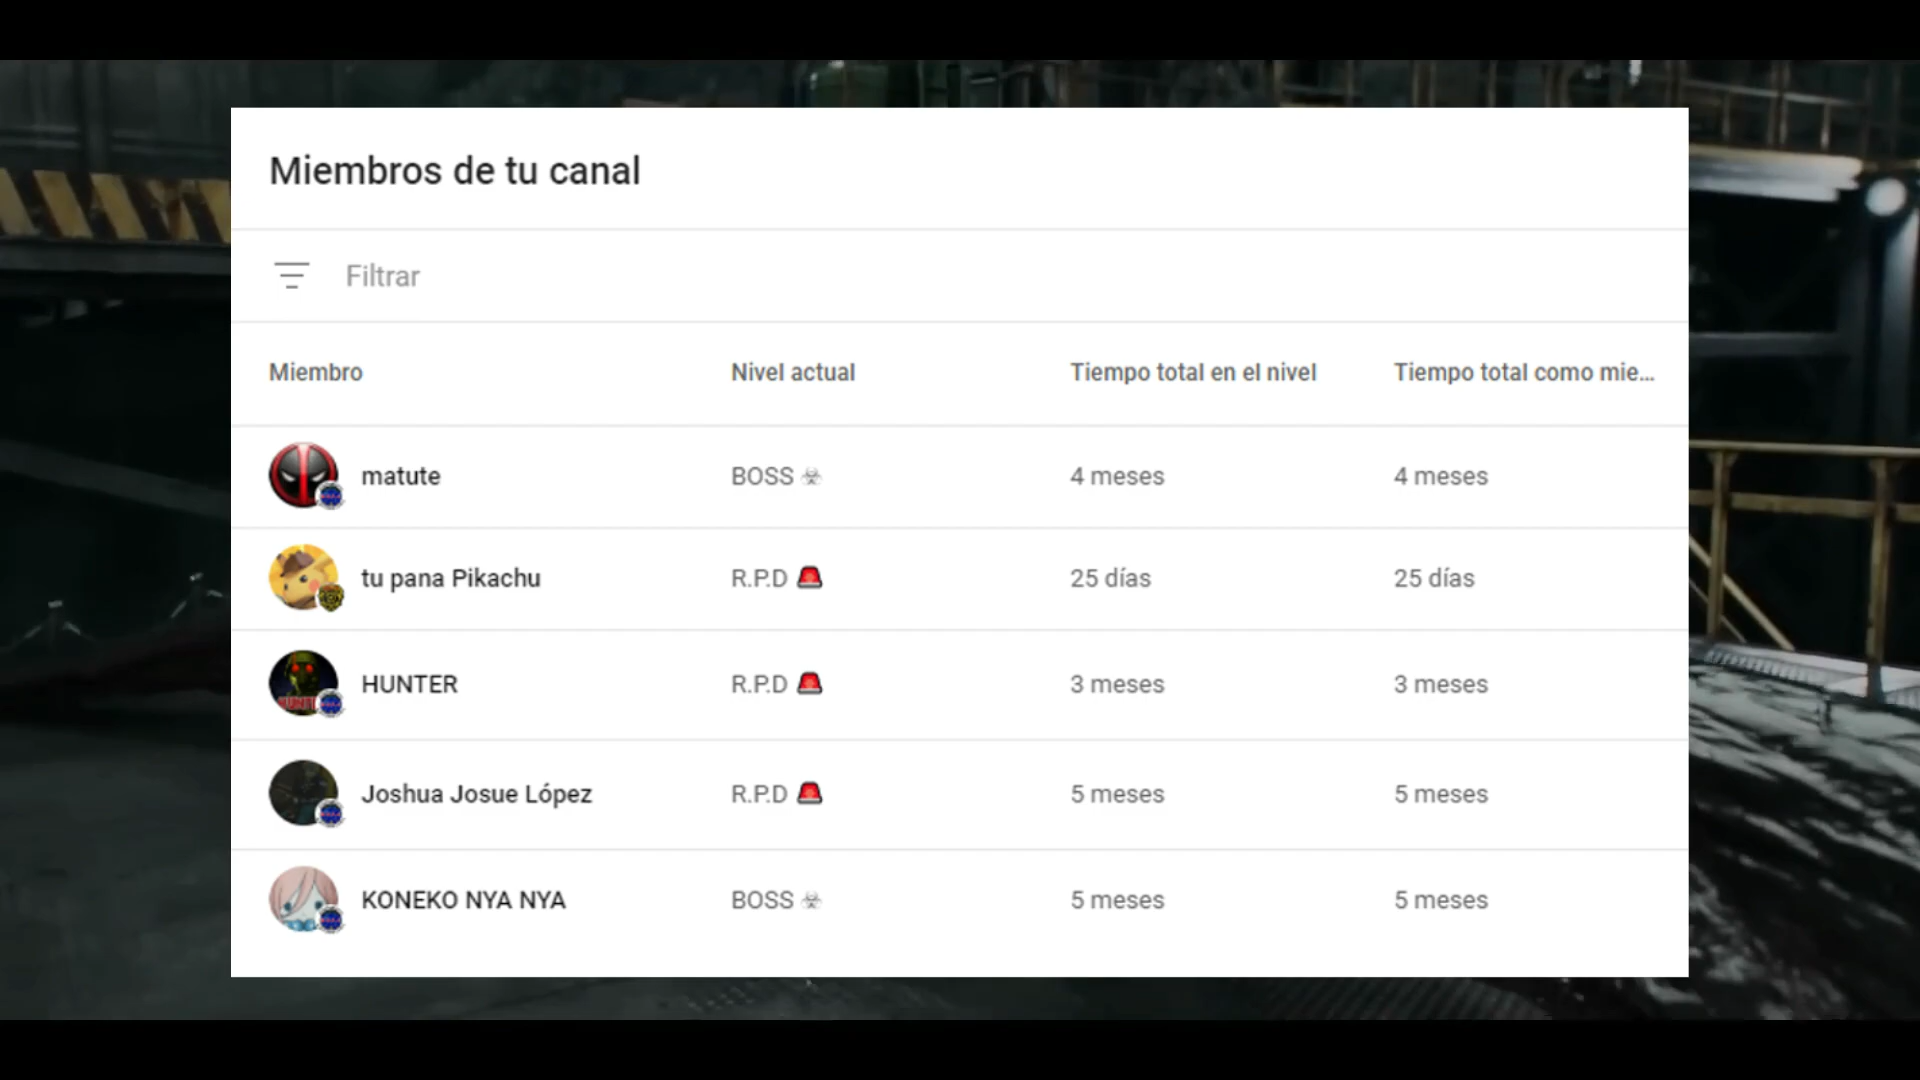 Miembros de tu canal
Filtrar
Miembro Nivel actual Tiempo total en el nivel Tiempo total como mie...
matute BOSS ☣ 4 meses 4 meses
tu pana Pikachu R.P.D 🚨 25 días 25 días
HUNTER R.P.D 🚨 3 meses 3 meses
Joshua Josue López R.P.D 🚨 5 meses 5 meses
KONEKO NYA NYA BOSS ☣ 5 meses 5 meses